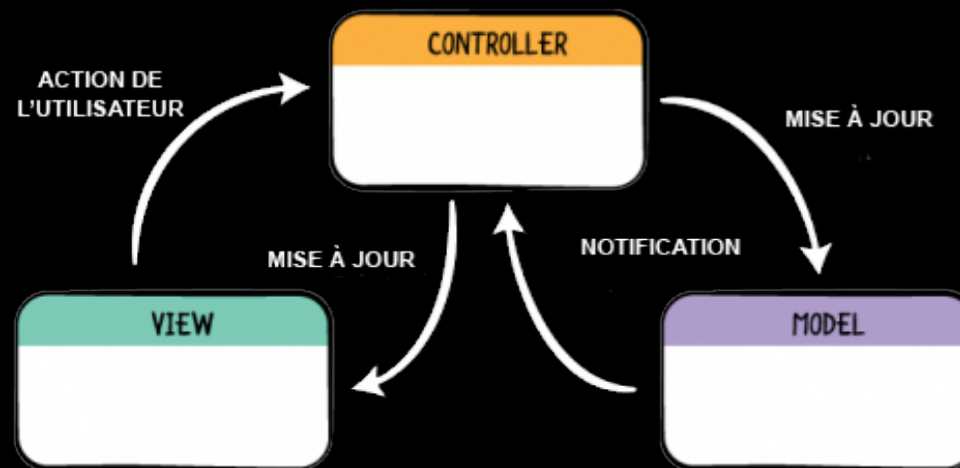 CONTROLLER
ACTION DE
L'UTILISATEUR
MISE À JOUR
MISE À JOUR
NOTIFICATION
VIEW
MODEL